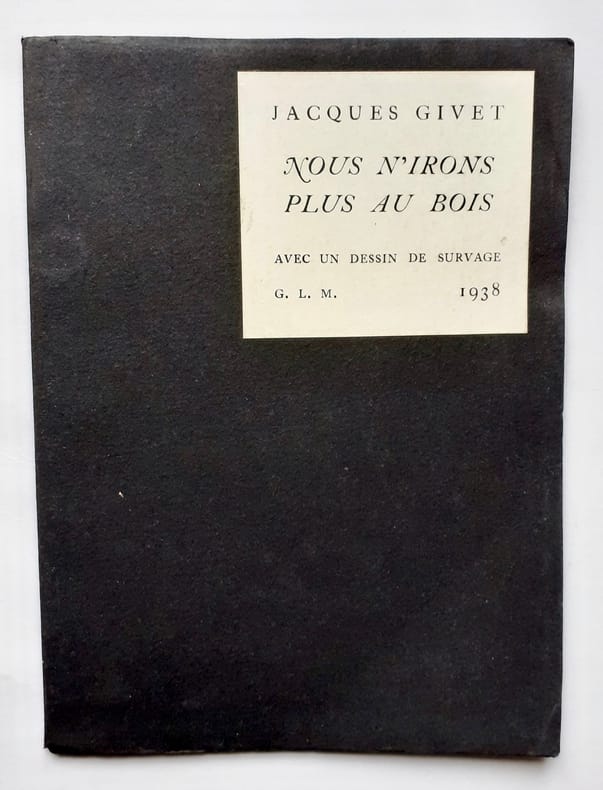 JACQUES GIVET
NOUS N'IRONS
PLUS AU BOIS
AVEC UN DESSIN DE SURVAGE
G. L. M. 1938